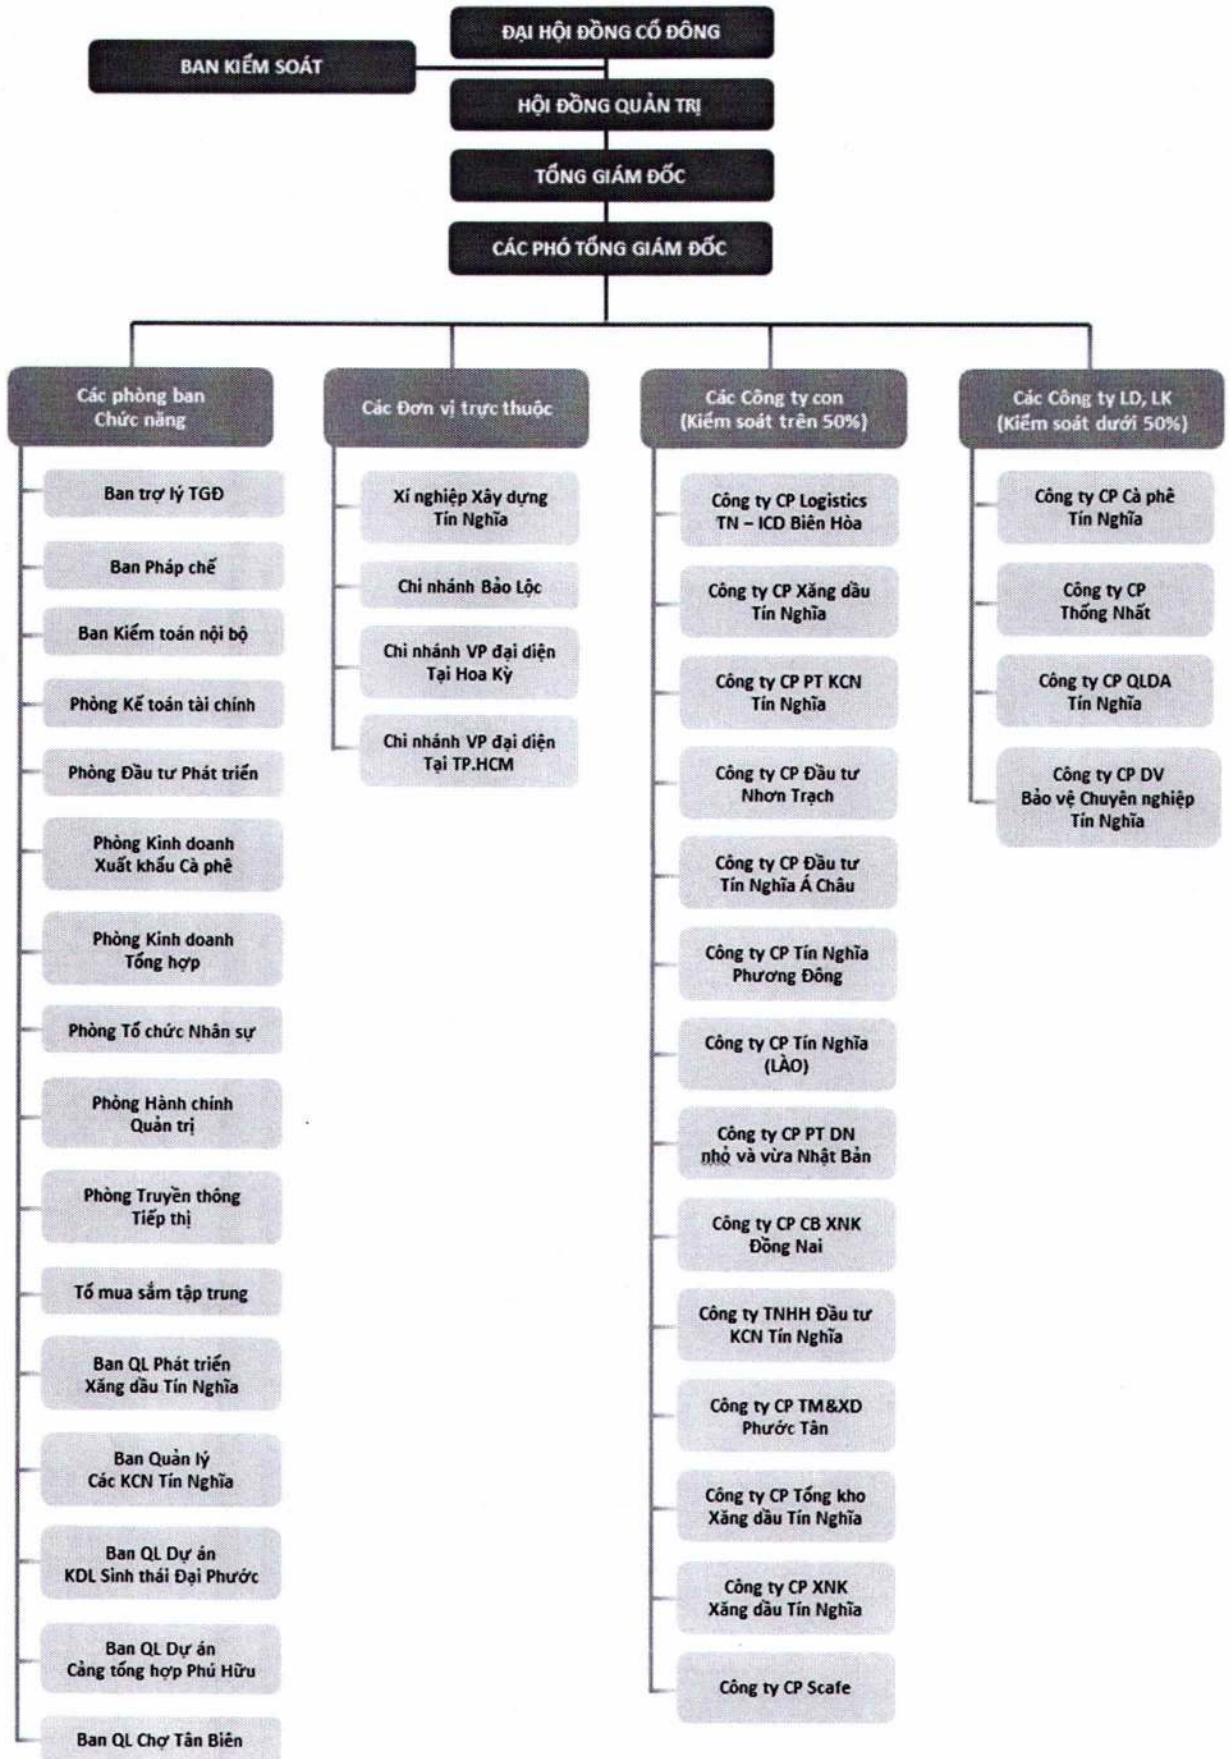 ĐẠI HỘI ĐỒNG CỔ ĐÔNG
BAN KIỂM SOÁT
HỘI ĐỒNG QUẢN TRỊ
TỔNG GIÁM ĐỐC
CÁC PHÓ TỔNG GIÁM ĐỐC
Các phòng ban
Chức năng
Ban trợ lý TGĐ
Ban Pháp chế
Ban Kiểm toán nội bộ
Phòng Kế toán tài chính
Phòng Đầu tư Phát triển
Phòng Kinh doanh
Xuất khẩu Cà phê
Phòng Kinh doanh
Tổng hợp
Phòng Tổ chức Nhân sự
Phòng Hành chính
Quản trị
Phòng Truyền thông
Tiếp thị
Tổ mua sắm tập trung
Ban QL Phát triển
Xăng dầu Tín Nghĩa
Ban Quản lý
Các KCN Tín Nghĩa
Ban QL Dự án
KDL Sinh thái Đại Phước
Ban QL Dự án
Cảng tổng hợp Phú Hữu
Ban QL Chợ Tân Biên
Các Đơn vị trực thuộc
Xí nghiệp Xây dựng
Tín Nghĩa
Chi nhánh Bảo Lộc
Chi nhánh VP đại diện
Tại Hoa Kỳ
Chi nhánh VP đại diện
Tại TP.HCM
Các Công ty con
(Kiểm soát trên 50%)
Công ty CP Logistics
TN – ICD Biên Hòa
Công ty CP Xăng dầu
Tín Nghĩa
Công ty CP PT KCN
Tín Nghĩa
Công ty CP Đầu tư
Nhơn Trạch
Công ty CP Đầu tư
Tín Nghĩa Á Châu
Công ty CP Tín Nghĩa
Phương Đông
Công ty CP Tín Nghĩa
(LÀO)
Công ty CP PT DN
nhỏ và vừa Nhật Bản
Công ty CP CB XNK
Đồng Nai
Công ty TNHH Đầu tư
KCN Tín Nghĩa
Công ty CP TM&XD
Phước Tân
Công ty CP Tổng kho
Xăng dầu Tín Nghĩa
Công ty CP XNK
Xăng dầu Tín Nghĩa
Công ty CP Scafe
Các Công ty LD, LK
(Kiểm soát dưới 50%)
Công ty CP Cà phê
Tín Nghĩa
Công ty CP
Thống Nhất
Công ty CP QLDA
Tín Nghĩa
Công ty CP DV
Bảo vệ Chuyên nghiệp
Tín Nghĩa